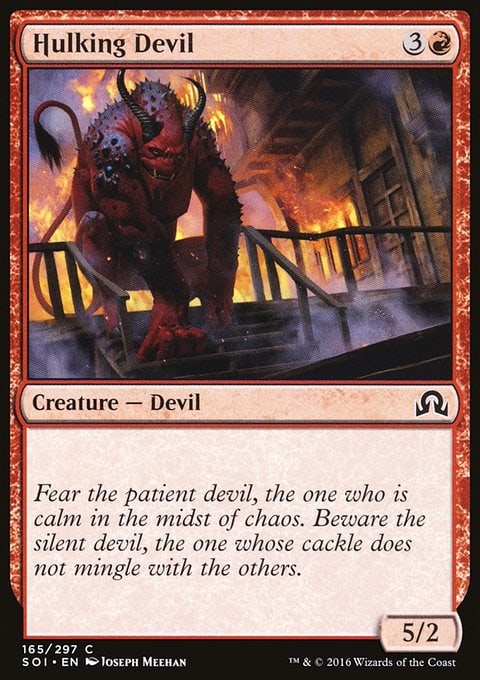 Hulking Devil 3
Creature — Devil
Fear the patient devil, the one who is
calm in the midst of chaos. Beware the
silent devil, the one whose cackle does
not mingle with the others.
5/2
165/297 C
SOI • EN Joseph Meehan
™ & © 2016 Wizards of the Coast